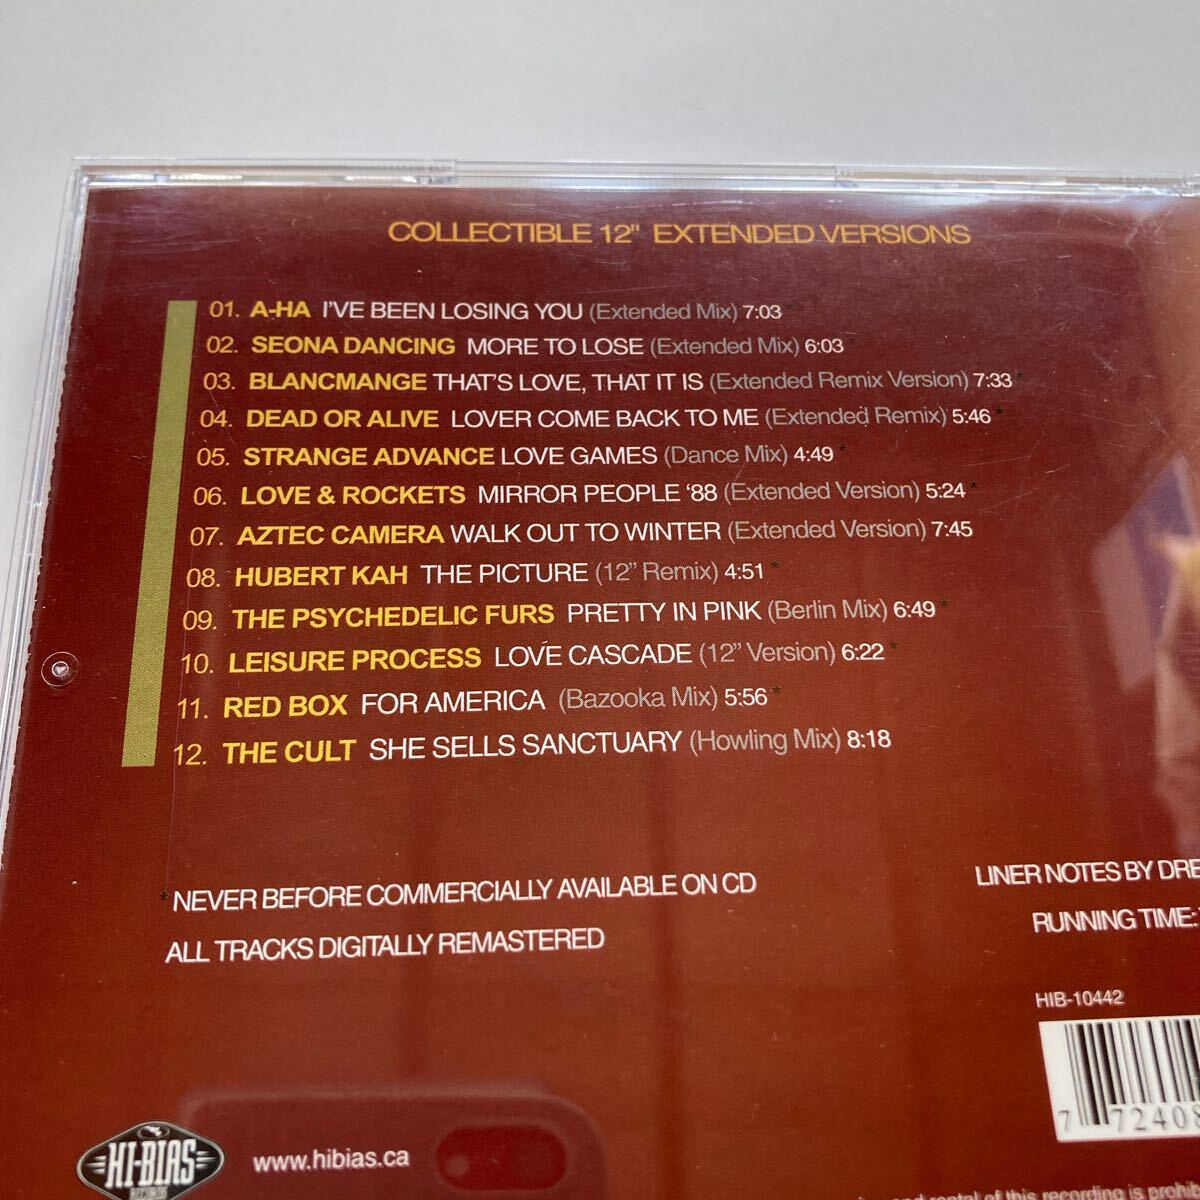 COLLECTIBLE 12" EXTENDED VERSIONS
01. A-HA I'VE BEEN LOSING YOU (Extended Mix) 7:03*
02. SEONA DANCING MORE TO LOSE (Extended Mix) 6:03*
03. BLANCMANGE THAT'S LOVE, THAT IT IS (Extended Remix Version) 7:33*
04. DEAD OR ALIVE LOVER COME BACK TO ME (Extended Remix) 5:46*
05. STRANGE ADVANCE LOVE GAMES (Dance Mix) 4:49*
06. LOVE & ROCKETS MIRROR PEOPLE '88 (Extended Version) 5:24*
07. AZTEC CAMERA WALK OUT TO WINTER (Extended Version) 7:45
08. HUBERT KAH THE PICTURE (12" Remix) 4:51*
09. THE PSYCHEDELIC FURS PRETTY IN PINK (Berlin Mix) 6:49*
10. LEISURE PROCESS LOVE CASCADE (12" Version) 6:22*
11. RED BOX FOR AMERICA (Bazooka Mix) 5:56*
12. THE CULT SHE SELLS SANCTUARY (Howling Mix) 8:18
*NEVER BEFORE COMMERCIALLY AVAILABLE ON CD
ALL TRACKS DIGITALLY REMASTERED
LINER NOTES BY DRE
RUNNING TIME:
HIB-10442
7 72408
HI-BIAS
RECORDS
www.hibias.ca
and rental of this recording is prohib